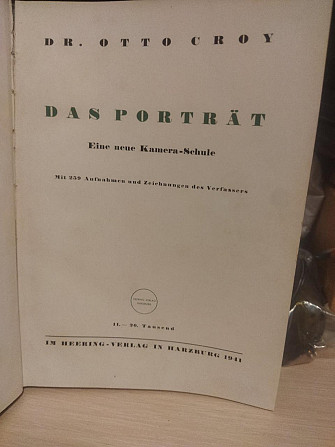 DR. OTTO CROY
DAS PORTRÄT
Eine neue Kamera-Schule
Mit 259 Aufnahmen und Zeichnungen des Verfassers
11.—20. Tausend
IM HEERING-VERLAG IN HARZBURG 1941